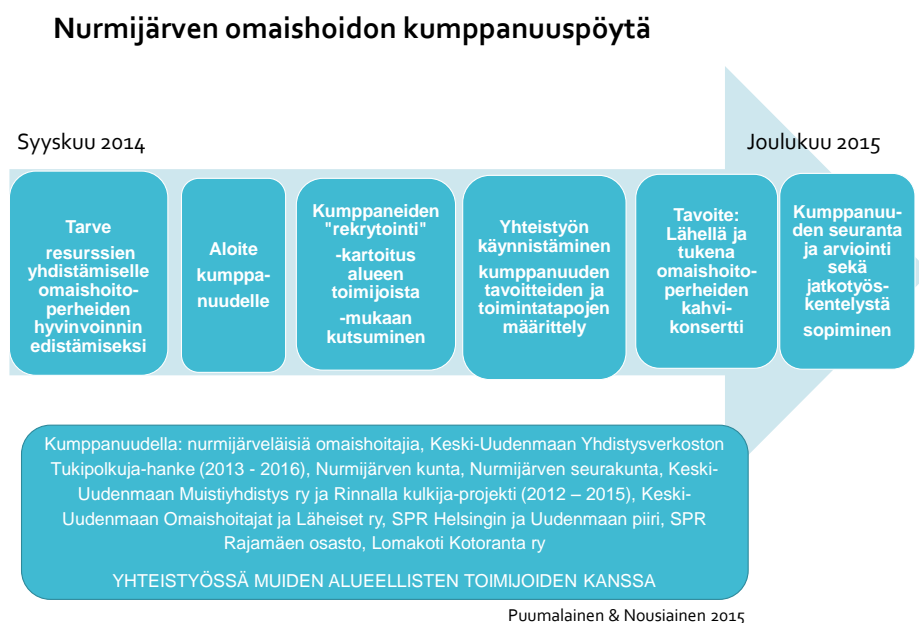 Nurmijärven omaishoidon kumppanuuspöytä
Syyskuu 2014
Joulukuu 2015
Tarve
resurssien
yhdistämiselle
omaishoito-
perheiden
hyvinvoinnin
edistämiseksi
Aloite
kumppa-
nuudelle
Kumppaneiden
"rekrytointi"
-kartoitus
alueen
toimijoista
-mukaan
kutsuminen
Yhteistyön
käynnistäminen
kumppanuuden
tavoitteiden ja
toimintatapojen
määrittely
Tavoite:
Lähellä ja
tukena
omaishoito-
perheiden
kahvi-
konsertti
Kumppanuu-
den seuranta
ja arviointi
sekä
jatkotyös-
kentelystä
sopiminen
Kumppanuudella: nurmijärveläisiä omaishoitajia, Keski-Uudenmaan Yhdistysverkoston
Tukipolkuja-hanke (2013 - 2016), Nurmijärven kunta, Nurmijärven seurakunta, Keski-
Uudenmaan Muistiyhdistys ry ja Rinnalla kulkija-projekti (2012 – 2015), Keski-
Uudenmaan Omaishoitajat ja Läheiset ry, SPR Helsingin ja Uudenmaan piiri, SPR
Rajamäen osasto, Lomakoti Kotoranta ry
YHTEISTYÖSSÄ MUIDEN ALUEELLISTEN TOIMIJOIDEN KANSSA
Puumalainen & Nousiainen 2015